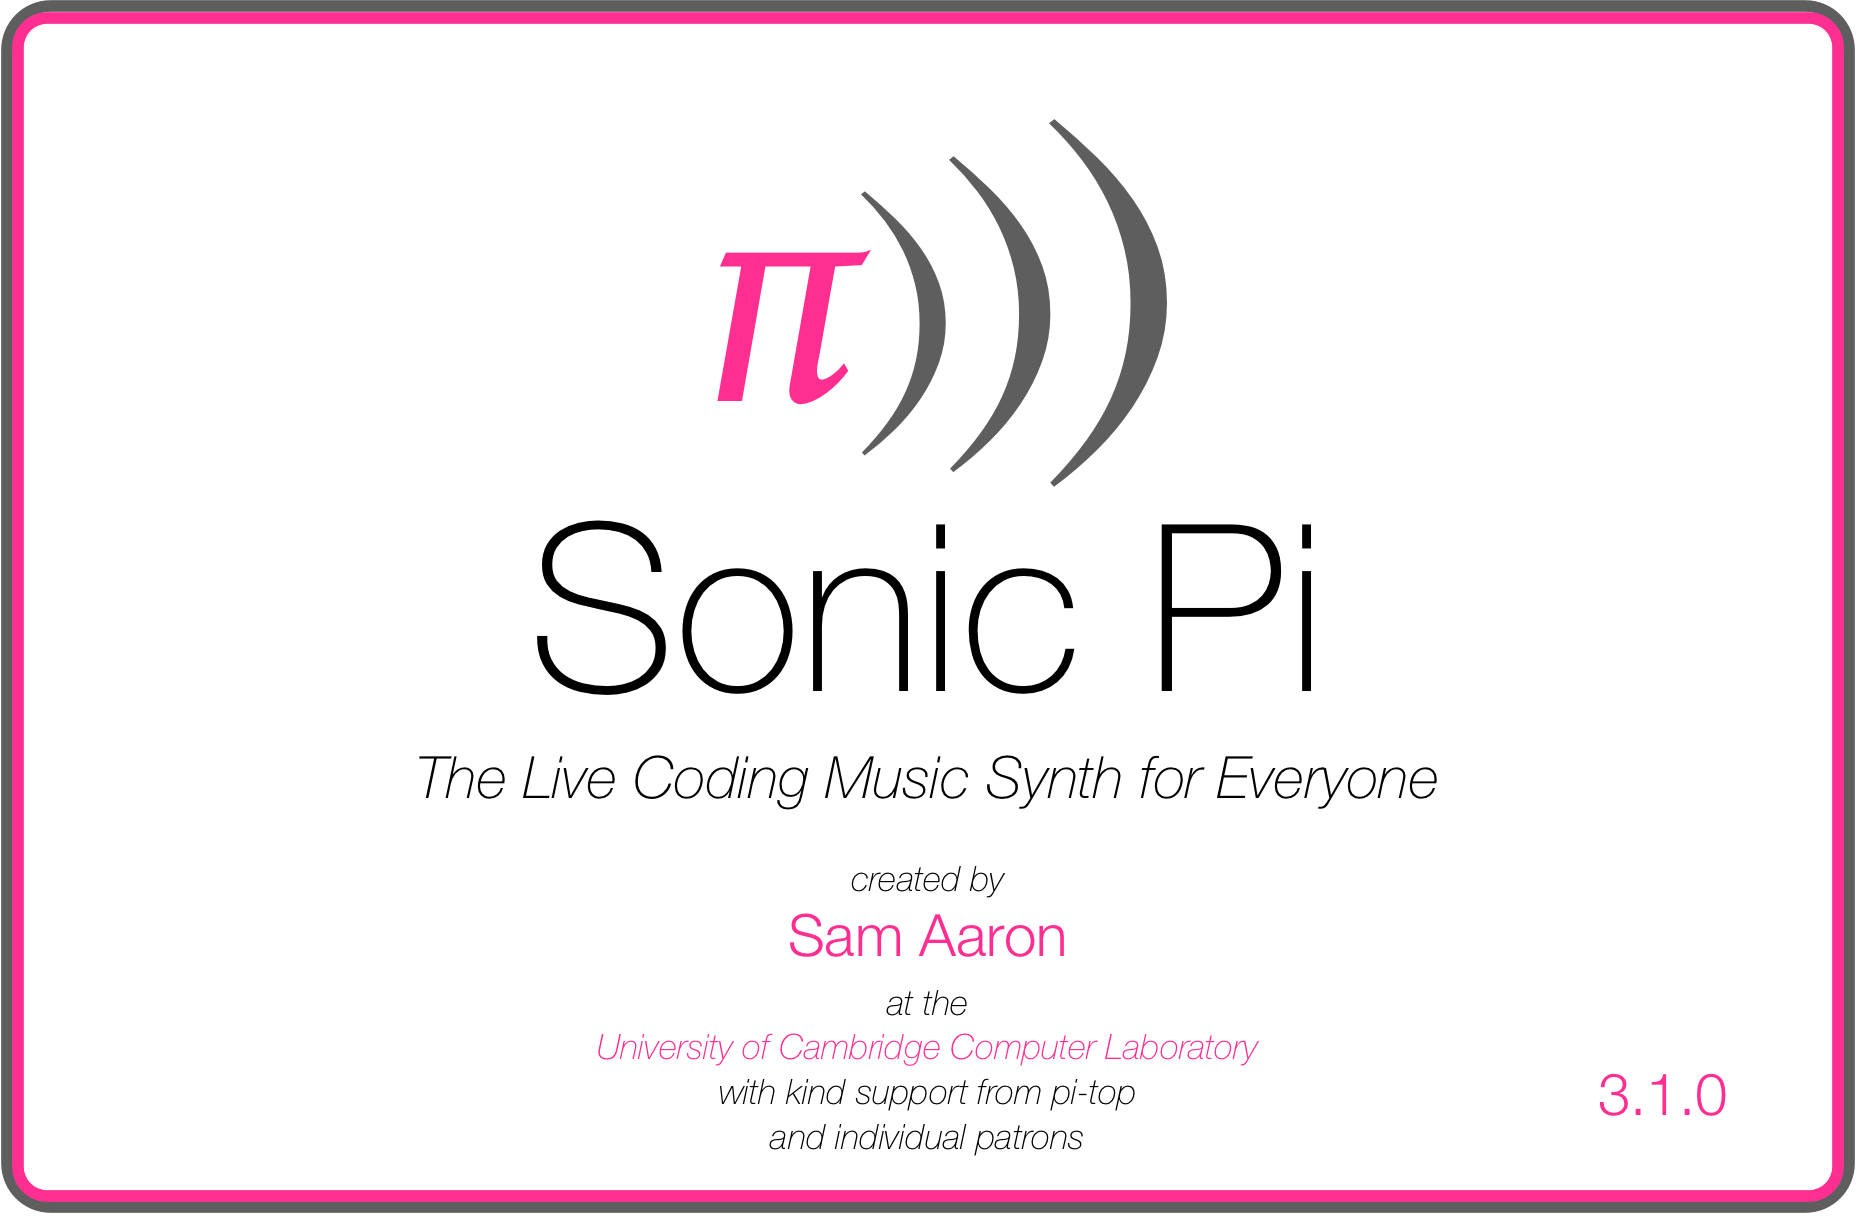 π
Sonic Pi
The Live Coding Music Synth for Everyone
created by
Sam Aaron
at the
University of Cambridge Computer Laboratory
with kind support from pi-top
and individual patrons
3.1.0